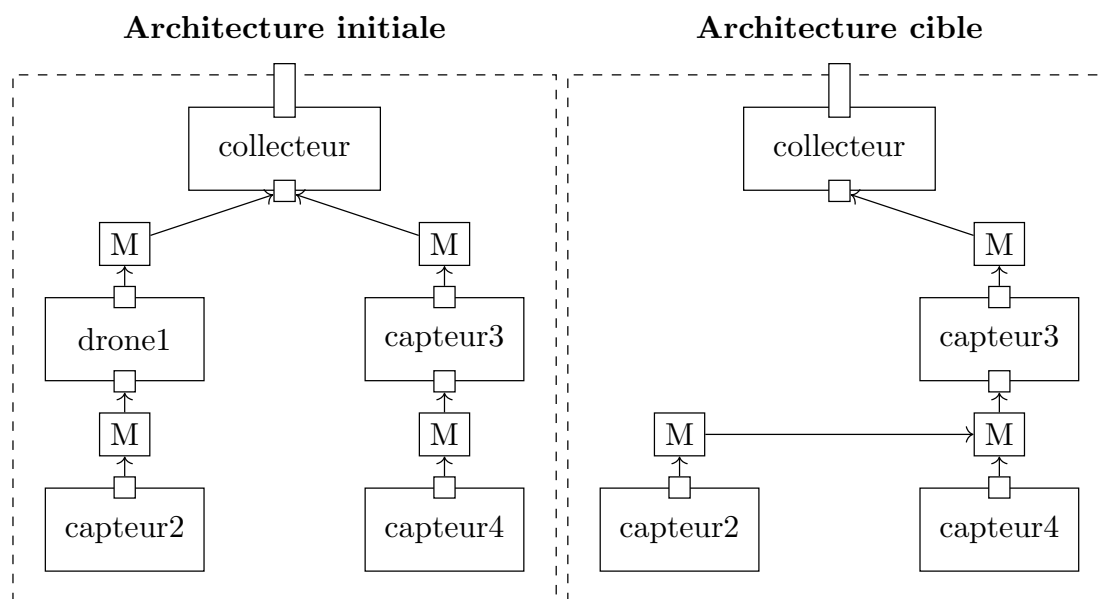 Architecture initiale
collecteur
M
M
drone1
capteur3
M
M
capteur2
capteur4
Architecture cible
collecteur
M
capteur3
M
M
capteur2
capteur4